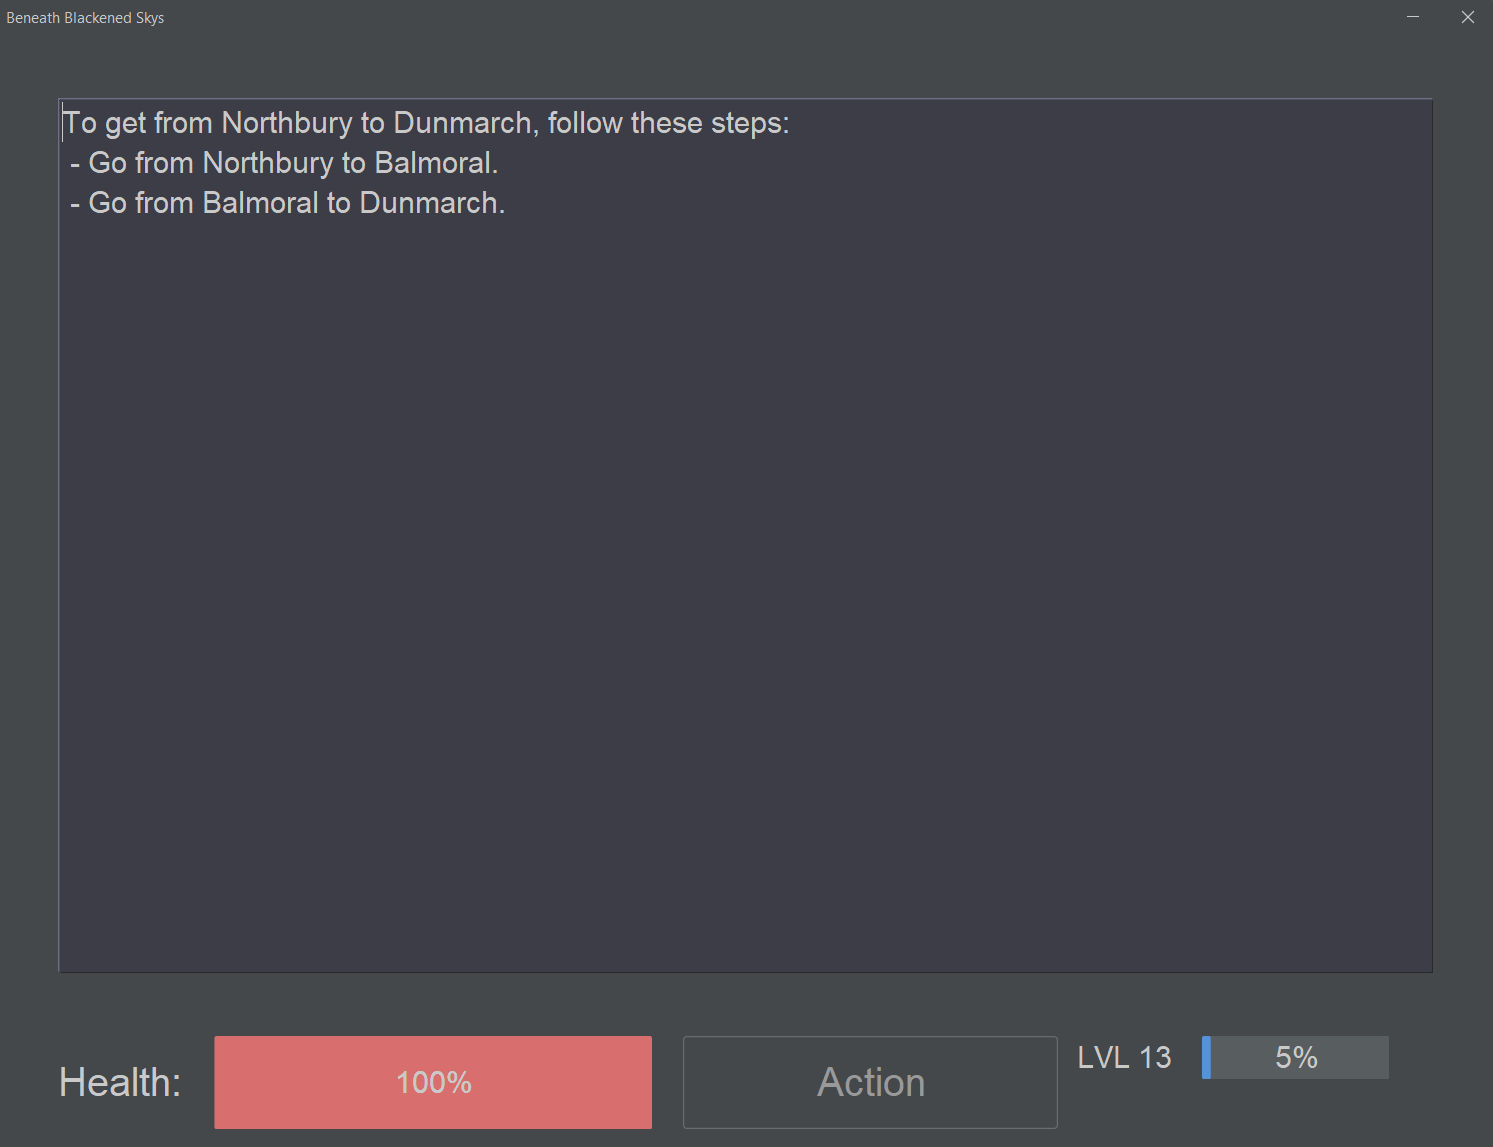 Beneath Blackened Skys
To get from Northbury to Dunmarch, follow these steps:
- Go from Northbury to Balmoral.
- Go from Balmoral to Dunmarch.
Health:
100%
Action
LVL 13
5%